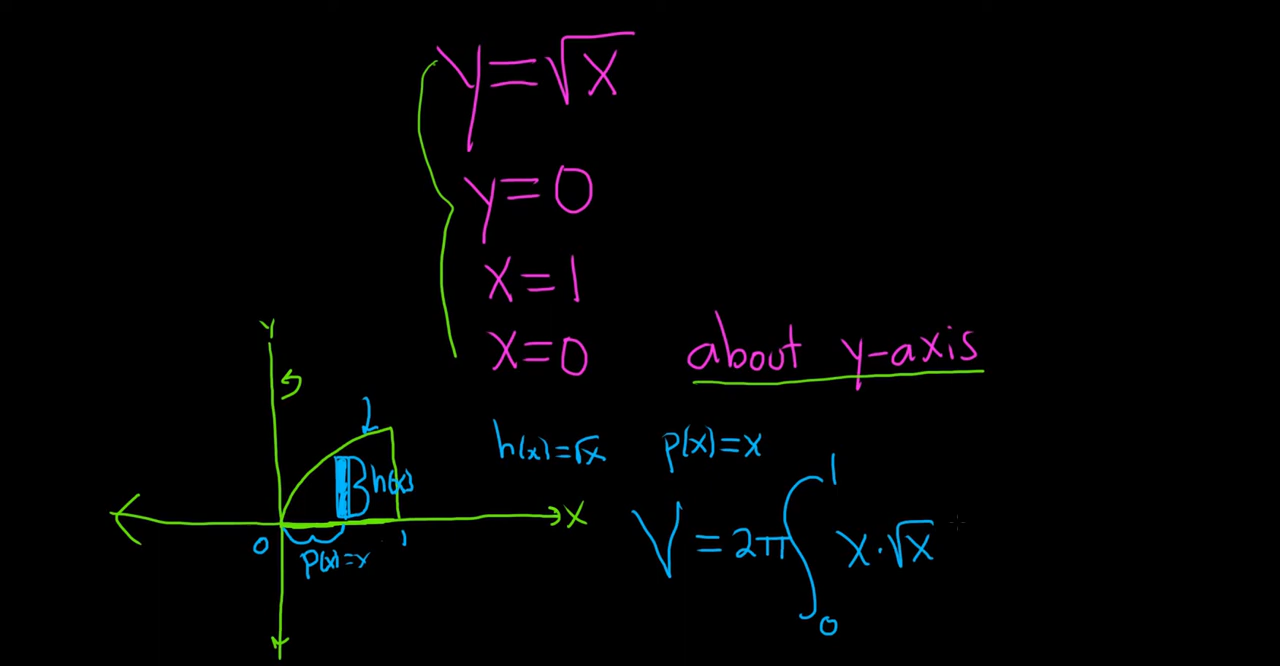 y=√x
y=0
x=1
x=0
about y-axis
y
h(x)
0
p(x)=x
1
x
h(x)=√x p(x)=x
V = 2π∫₀¹ x·√x